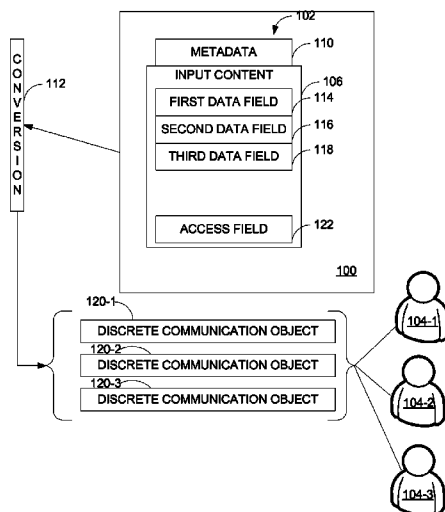 102
METADATA
110
INPUT CONTENT
106
FIRST DATA FIELD
114
SECOND DATA FIELD
116
THIRD DATA FIELD
118
ACCESS FIELD
122
100
CONVERSION
112
120-1
DISCRETE COMMUNICATION OBJECT
120-2
DISCRETE COMMUNICATION OBJECT
120-3
DISCRETE COMMUNICATION OBJECT
104-1
104-2
104-3